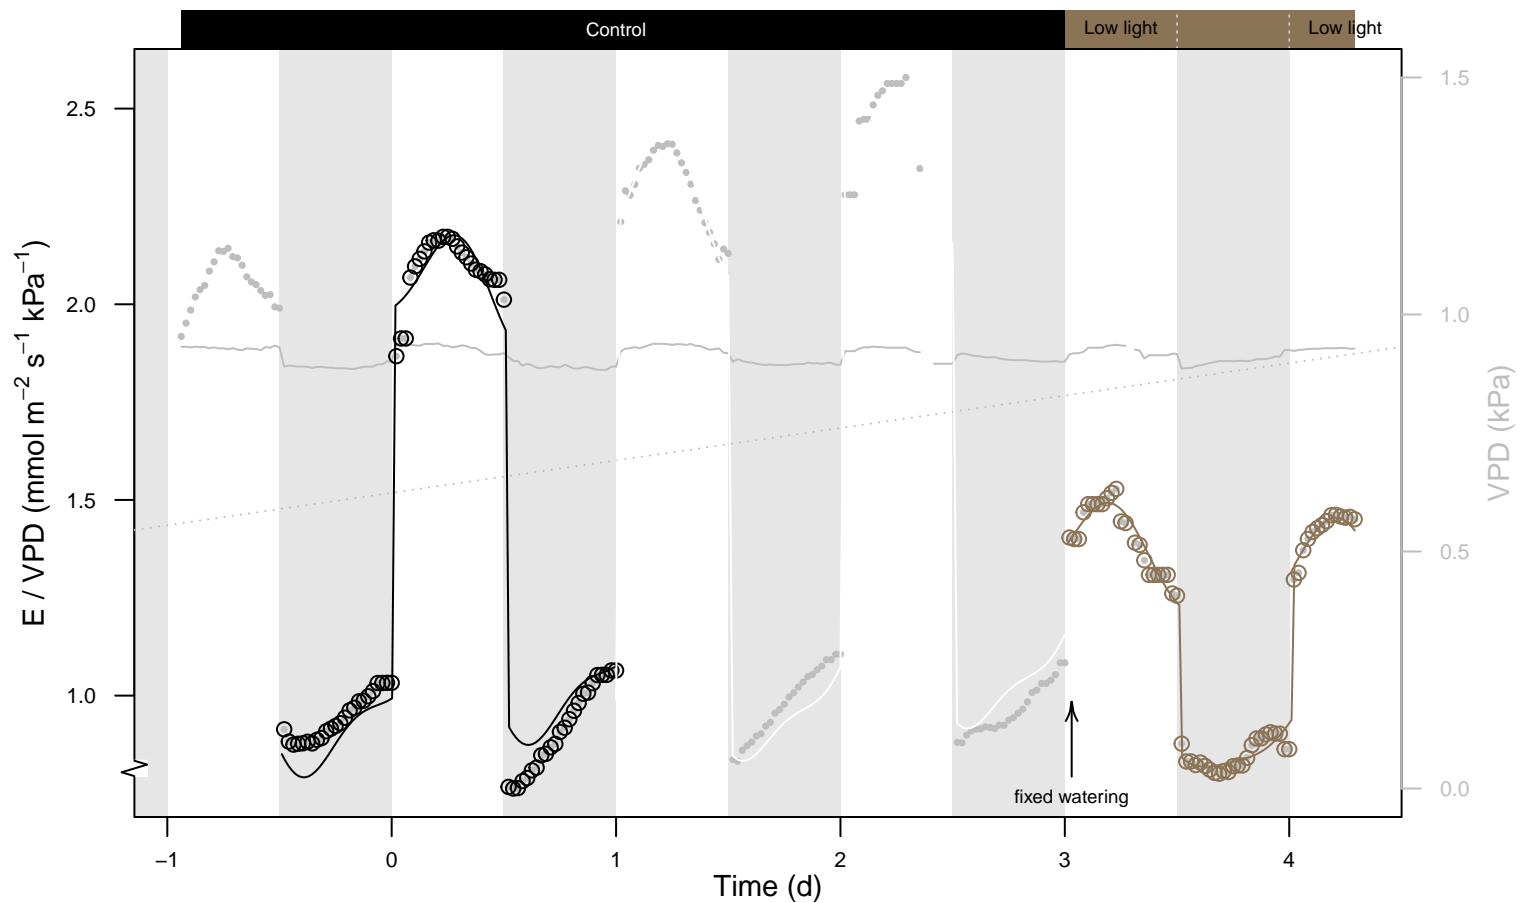 Control
Low light
Low light
2.5
2.0
1.5
1.0
E / VPD (mmol m⁻² s⁻¹ kPa⁻¹)
1.5
1.0
0.5
0.0
VPD (kPa)
fixed watering
−1
0
1
2
3
4
Time (d)